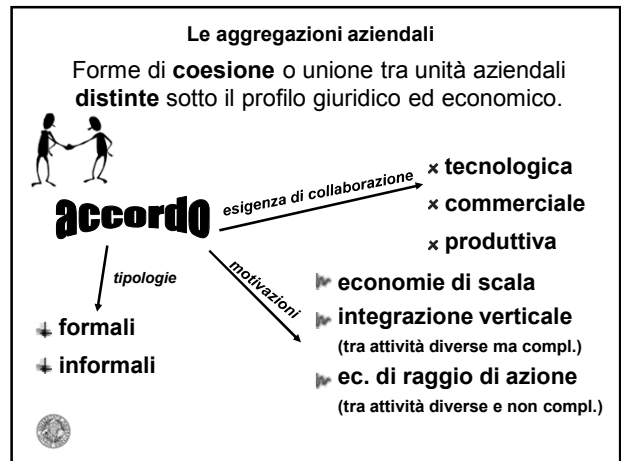 Le aggregazioni aziendali
Forme di coesione o unione tra unità aziendali
distinte sotto il profilo giuridico ed economico.
accordo
esigenza di collaborazione
tecnologica
commerciale
produttiva
tipologie
formali
informali
motivazioni
economie di scala
integrazione verticale
(tra attività diverse ma compl.)
ec. di raggio di azione
(tra attività diverse e non compl.)